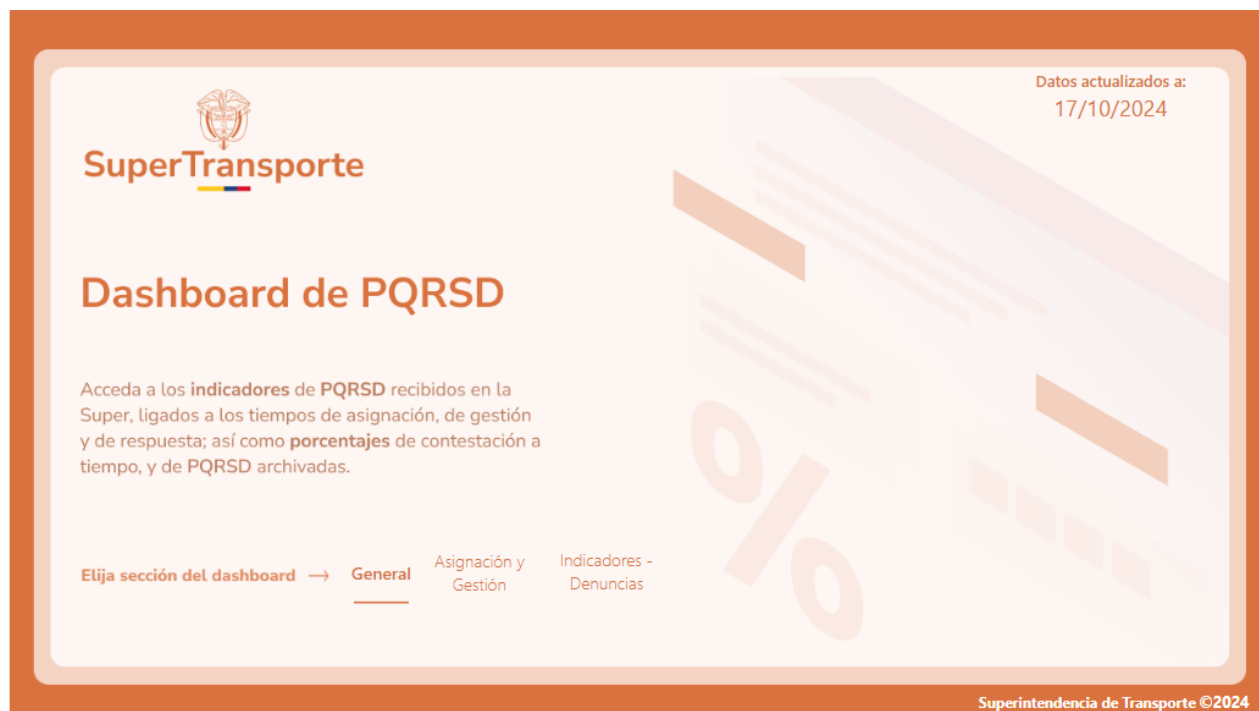 Datos actualizados a:
17/10/2024
SuperTransporte
Dashboard de PQRSD
Acceda a los indicadores de PQRSD recibidos en la
Super, ligados a los tiempos de asignación, de gestión
y de respuesta; así como porcentajes de contestación a
tiempo, y de PQRSD archivadas.
Elija sección del dashboard → General
Asignación y
Gestión
Indicadores -
Denuncias
%
Superintendencia de Transporte ©2024